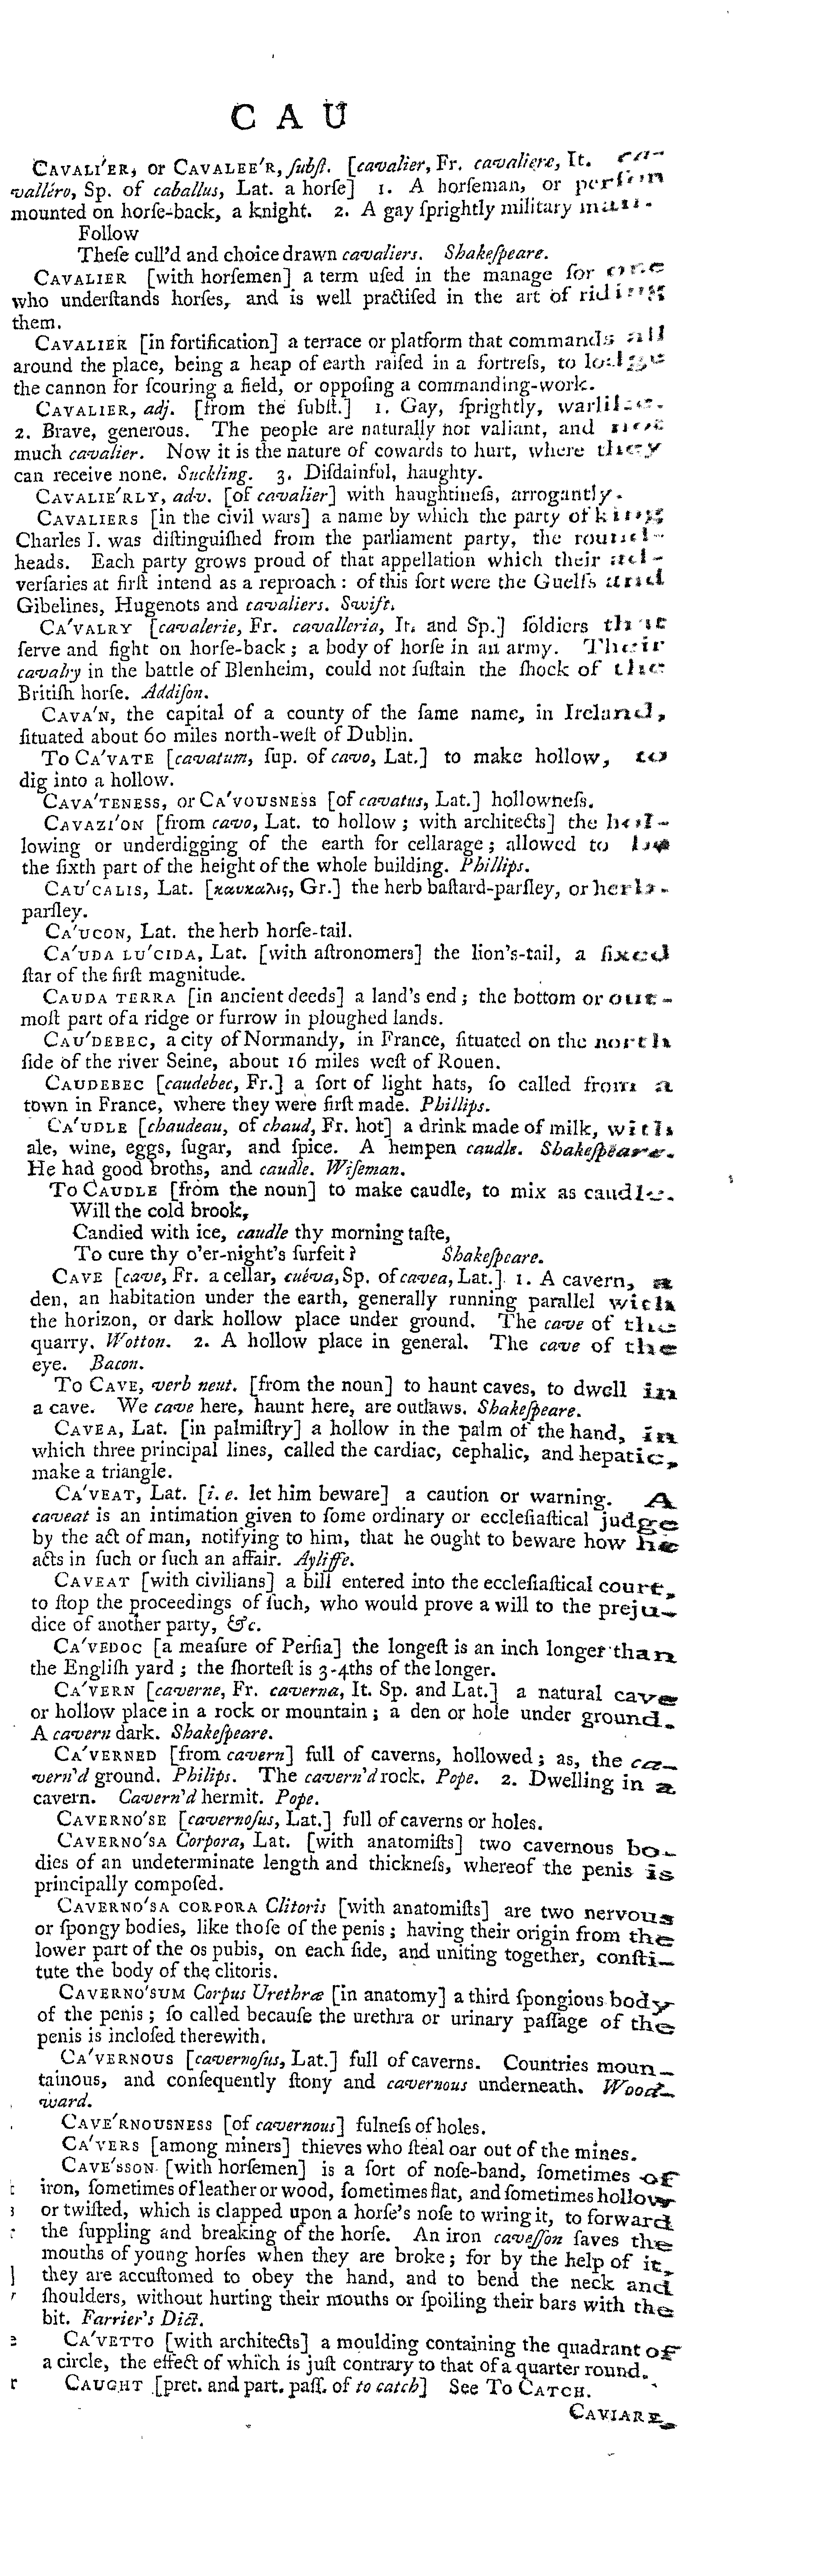 C A U
CAVALI'ER, or CAVALEE'R, ſubſt. [cavalier, Fr. cavaliere, It. ca-
valléro, Sp. of caballus, Lat. a horſe] 1. A horſeman, or perſon
mounted on horſe-back, a knight. 2. A gay ſprightly military man.
Follow
Theſe cull'd and choice drawn cavaliers. Shakeſpeare.
CAVALIER [with horſemen] a term uſed in the manage for one
who underſtands horſes, and is well practiſed in the art of riding
them.
CAVALIER [in fortification] a terrace or platform that commands all
around the place, being a heap of earth raiſed in a fortreſs, to lodge
the cannon for ſcouring a field, or oppoſing a commanding-work.
CAVALIER, adj. [from the ſubſt.] 1. Gay, ſprightly, warlike.
2. Brave, generous. The people are naturally not valiant, and not
much cavalier. Now it is the nature of cowards to hurt, where they
can receive none. Suckling. 3. Diſdainful, haughty.
CAVALIE'RLY, adv. [of cavalier] with haughtineſs, arrogantly.
CAVALIERS [in the civil wars] a name by which the party of king
Charles I. was diſtinguiſhed from the parliament party, the round-
heads. Each party grows proud of that appellation which their ad-
verſaries at firſt intend as a reproach : of this ſort were the Guelfs and
Gibelines, Hugenots and cavaliers. Swift.
CA'VALRY [cavalerie, Fr. cavalleria, It. and Sp.] ſoldiers that
ſerve and fight on horſe-back ; a body of horſe in an army. Their
cavalry in the battle of Blenheim, could not ſuſtain the ſhock of the
Britiſh horſe. Addiſon.
CAVA'N, the capital of a county of the ſame name, in Ireland,
ſituated about 60 miles north-weſt of Dublin.
To CA'VATE [cavatum, ſup. of cavo, Lat.] to make hollow, to
dig into a hollow.
CAVA'TENESS, or CA'VOUSNESS [of cavatus, Lat.] hollowneſs.
CAVAZI'ON [from cavo, Lat. to hollow ; with architects] the hol-
lowing or underdigging of the earth for cellarage ; allowed to be
the ſixth part of the height of the whole building. Phillips.
CAU'CALIS, Lat. [καυκαλις, Gr.] the herb baſtard-parſley, or herb-
parſley.
CA'UCON, Lat. the herb horſe-tail.
CA'UDA LU'CIDA, Lat. [with aſtronomers] the lion's-tail, a fixed
ſtar of the firſt magnitude.
CAUDA TERRA [in ancient deeds] a land's end ; the bottom or out-
moſt part of a ridge or furrow in ploughed lands.
CAU'DEBEC, a city of Normandy, in France, ſituated on the north
ſide of the river Seine, about 16 miles weſt of Rouen.
CAUDEBEC [caudebec, Fr.] a ſort of light hats, ſo called from a
town in France, where they were firſt made. Phillips.
CA'UDLE [chaudeau, of chaud, Fr. hot] a drink made of milk, with
ale, wine, eggs, ſugar, and ſpice. A hempen caudle. Shakeſpeare.
He had good broths, and caudle. Wiſeman.
To CAUDLE [from the noun] to make caudle, to mix as caudle.
Will the cold brook,
Candied with ice, caudle thy morning taſte,
To cure thy o'er-night's ſurfeit ? Shakeſpeare.
CAVE [cave, Fr. a cellar, cuéva, Sp. of cavea, Lat.] 1. A cavern, a
den, an habitation under the earth, generally running parallel with
the horizon, or dark hollow place under ground. The cave of the
quarry. Wotton. 2. A hollow place in general. The cave of the
eye. Bacon.
To CAVE, verb neut. [from the noun] to haunt caves, to dwell in
a cave. We cave here, haunt here, are outlaws. Shakeſpeare.
CAVEA, Lat. [in palmiſtry] a hollow in the palm of the hand, in
which three principal lines, called the cardiac, cephalic, and hepatic,
make a triangle.
CA'VEAT, Lat. [i. e. let him beware] a caution or warning. A
caveat is an intimation given to ſome ordinary or eccleſiaſtical judge
by the act of man, notifying to him, that he ought to beware how he
acts in ſuch or ſuch an affair. Ayliffe.
CAVEAT [with civilians] a bill entered into the eccleſiaſtical court,
to ſtop the proceedings of ſuch, who would prove a will to the preju-
dice of another party, &c.
CA'VEDOC [a meaſure of Perſia] the longeſt is an inch longer than
the Engliſh yard ; the ſhorteſt is 3-4ths of the longer.
CA'VERN [caverne, Fr. caverna, It. Sp. and Lat.] a natural cave
or hollow place in a rock or mountain ; a den or hole under ground.
A cavern dark. Shakeſpeare.
CA'VERNED [from cavern] full of caverns, hollowed ; as, the ca-
vern'd ground. Philips. The cavern'd rock. Pope. 2. Dwelling in a
cavern. Cavern'd hermit. Pope.
CAVERNO'SE [cavernoſus, Lat.] full of caverns or holes.
CAVERNO'SA Corpora, Lat. [with anatomiſts] two cavernous bo-
dies of an undeterminate length and thickneſs, whereof the penis is
principally compoſed.
CAVERNO'SA CORPORA Clitoris [with anatomiſts] are two nervous
or ſpongy bodies, like thoſe of the penis ; having their origin from the
lower part of the os pubis, on each ſide, and uniting together, conſti-
tute the body of the clitoris.
CAVERNO'SUM Corpus Urethræ [in anatomy] a third ſpongious body
of the penis ; ſo called becauſe the urethra or urinary paſſage of the
penis is incloſed therewith.
CA'VERNOUS [cavernoſus, Lat.] full of caverns. Countries moun-
tainous, and conſequently ſtony and cavernous underneath. Wood-
ward.
CAVE'RNOUSNESS [of cavernous] fulneſs of holes.
CA'VERS [among miners] thieves who ſteal oar out of the mines.
CAVE'SSON [with horſemen] is a ſort of noſe-band, ſometimes of
iron, ſometimes of leather or wood, ſometimes flat, and ſometimes hollow
or twiſted, which is clapped upon a horſe's noſe to wring it, to forward
the ſuppling and breaking of the horſe. An iron caveſſon ſaves the
mouths of young horſes when they are broke ; for by the help of it,
they are accuſtomed to obey the hand, and to bend the neck and
ſhoulders, without hurting their mouths or ſpoiling their bars with the
bit. Farrier's Dict.
CA'VETTO [with architects] a moulding containing the quadrant of
a circle, the effect of which is juſt contrary to that of a quarter round.
CAUGHT [pret. and part. paſſ. of to catch] See To CATCH.
CAVIARE,